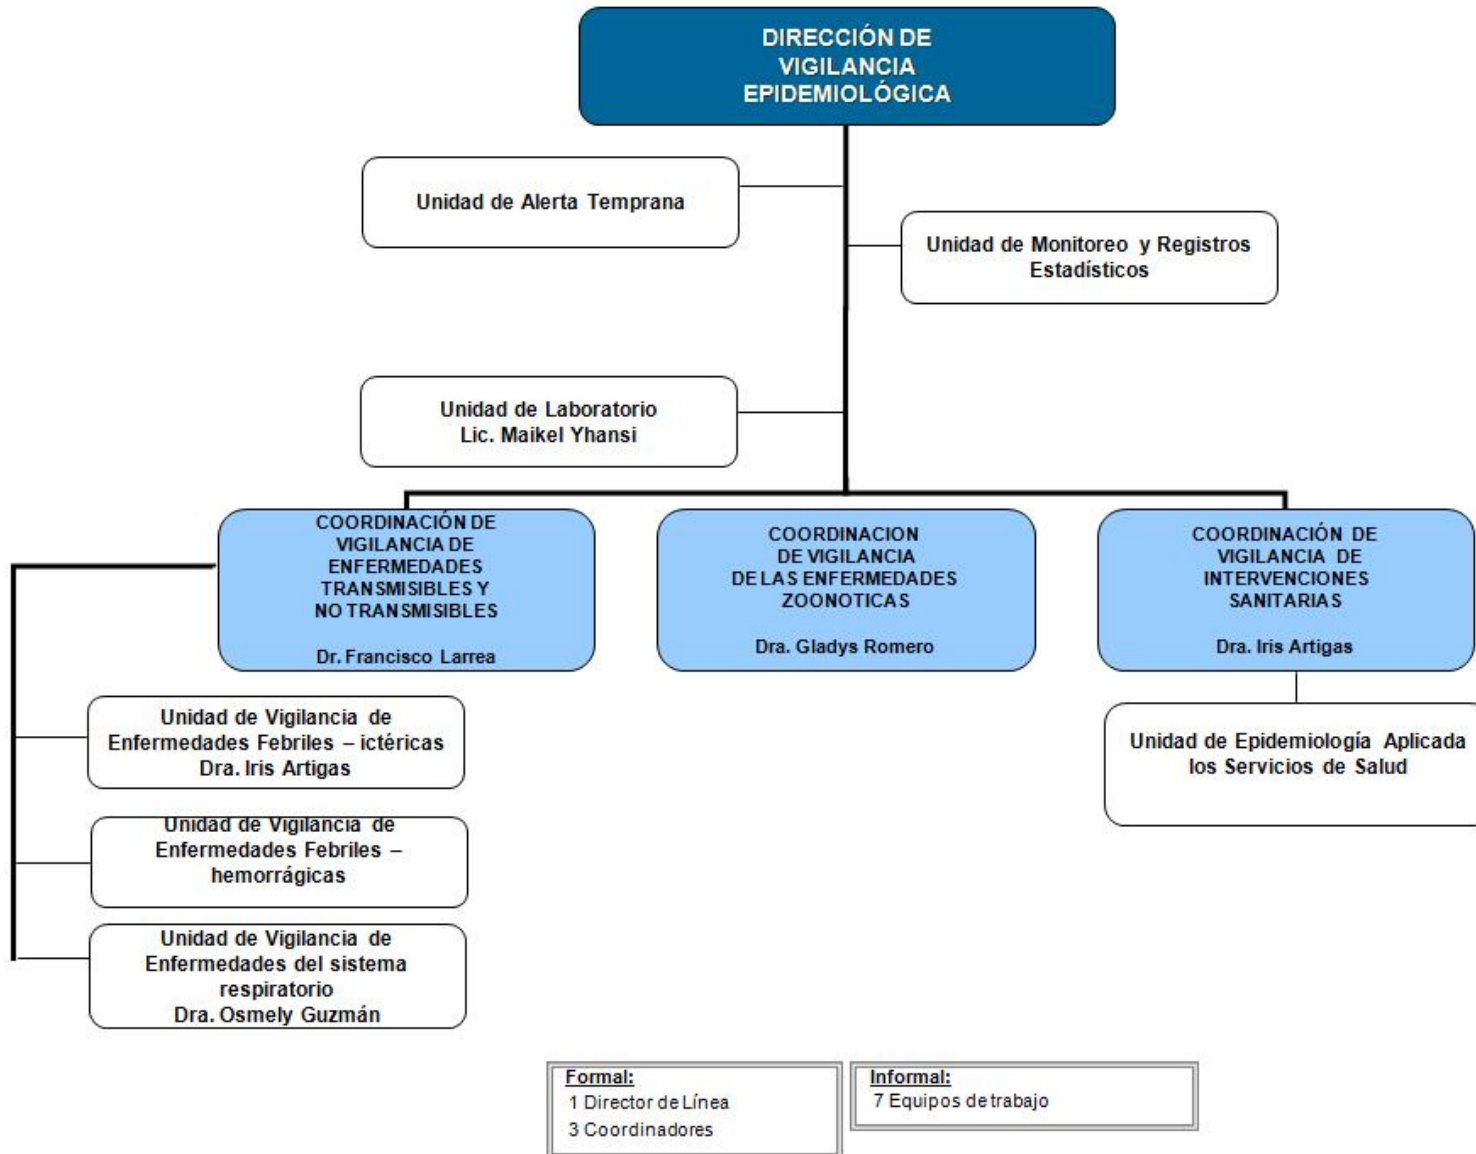 DIRECCIÓN DE
VIGILANCIA
EPIDEMIOLÓGICA
Unidad de Alerta Temprana
Unidad de Monitoreo y Registros
Estadísticos
Unidad de Laboratorio
Lic. Maikel Yhansi
COORDINACIÓN DE
VIGILANCIA DE
ENFERMEDADES
TRANSMISIBLES Y
NO TRANSMISIBLES
Dr. Francisco Larrea
COORDINACION
DE VIGILANCIA
DE LAS ENFERMEDADES
ZOONOTICAS
Dra. Gladys Romero
COORDINACIÓN DE
VIGILANCIA DE
INTERVENCIONES
SANITARIAS
Dra. Iris Artigas
Unidad de Vigilancia de
Enfermedades Febriles – ictéricas
Dra. Iris Artigas
Unidad de Vigilancia de
Enfermedades Febriles –
hemorrágicas
Unidad de Vigilancia de
Enfermedades del sistema
respiratorio
Dra. Osmely Guzmán
Unidad de Epidemiología Aplicada
los Servicios de Salud
Formal:
1 Director de Línea
3 Coordinadores
Informal:
7 Equipos de trabajo